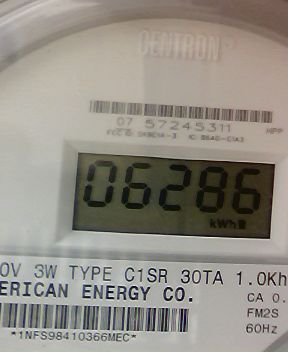 CENTRON®
07 57245311
HPP
06286
kWh
0V 3W TYPE C1SR 30TA 1.0Kh
ERICAN ENERGY CO.
CA 0.
FM2S
60Hz
*1NFS98410366MEC*